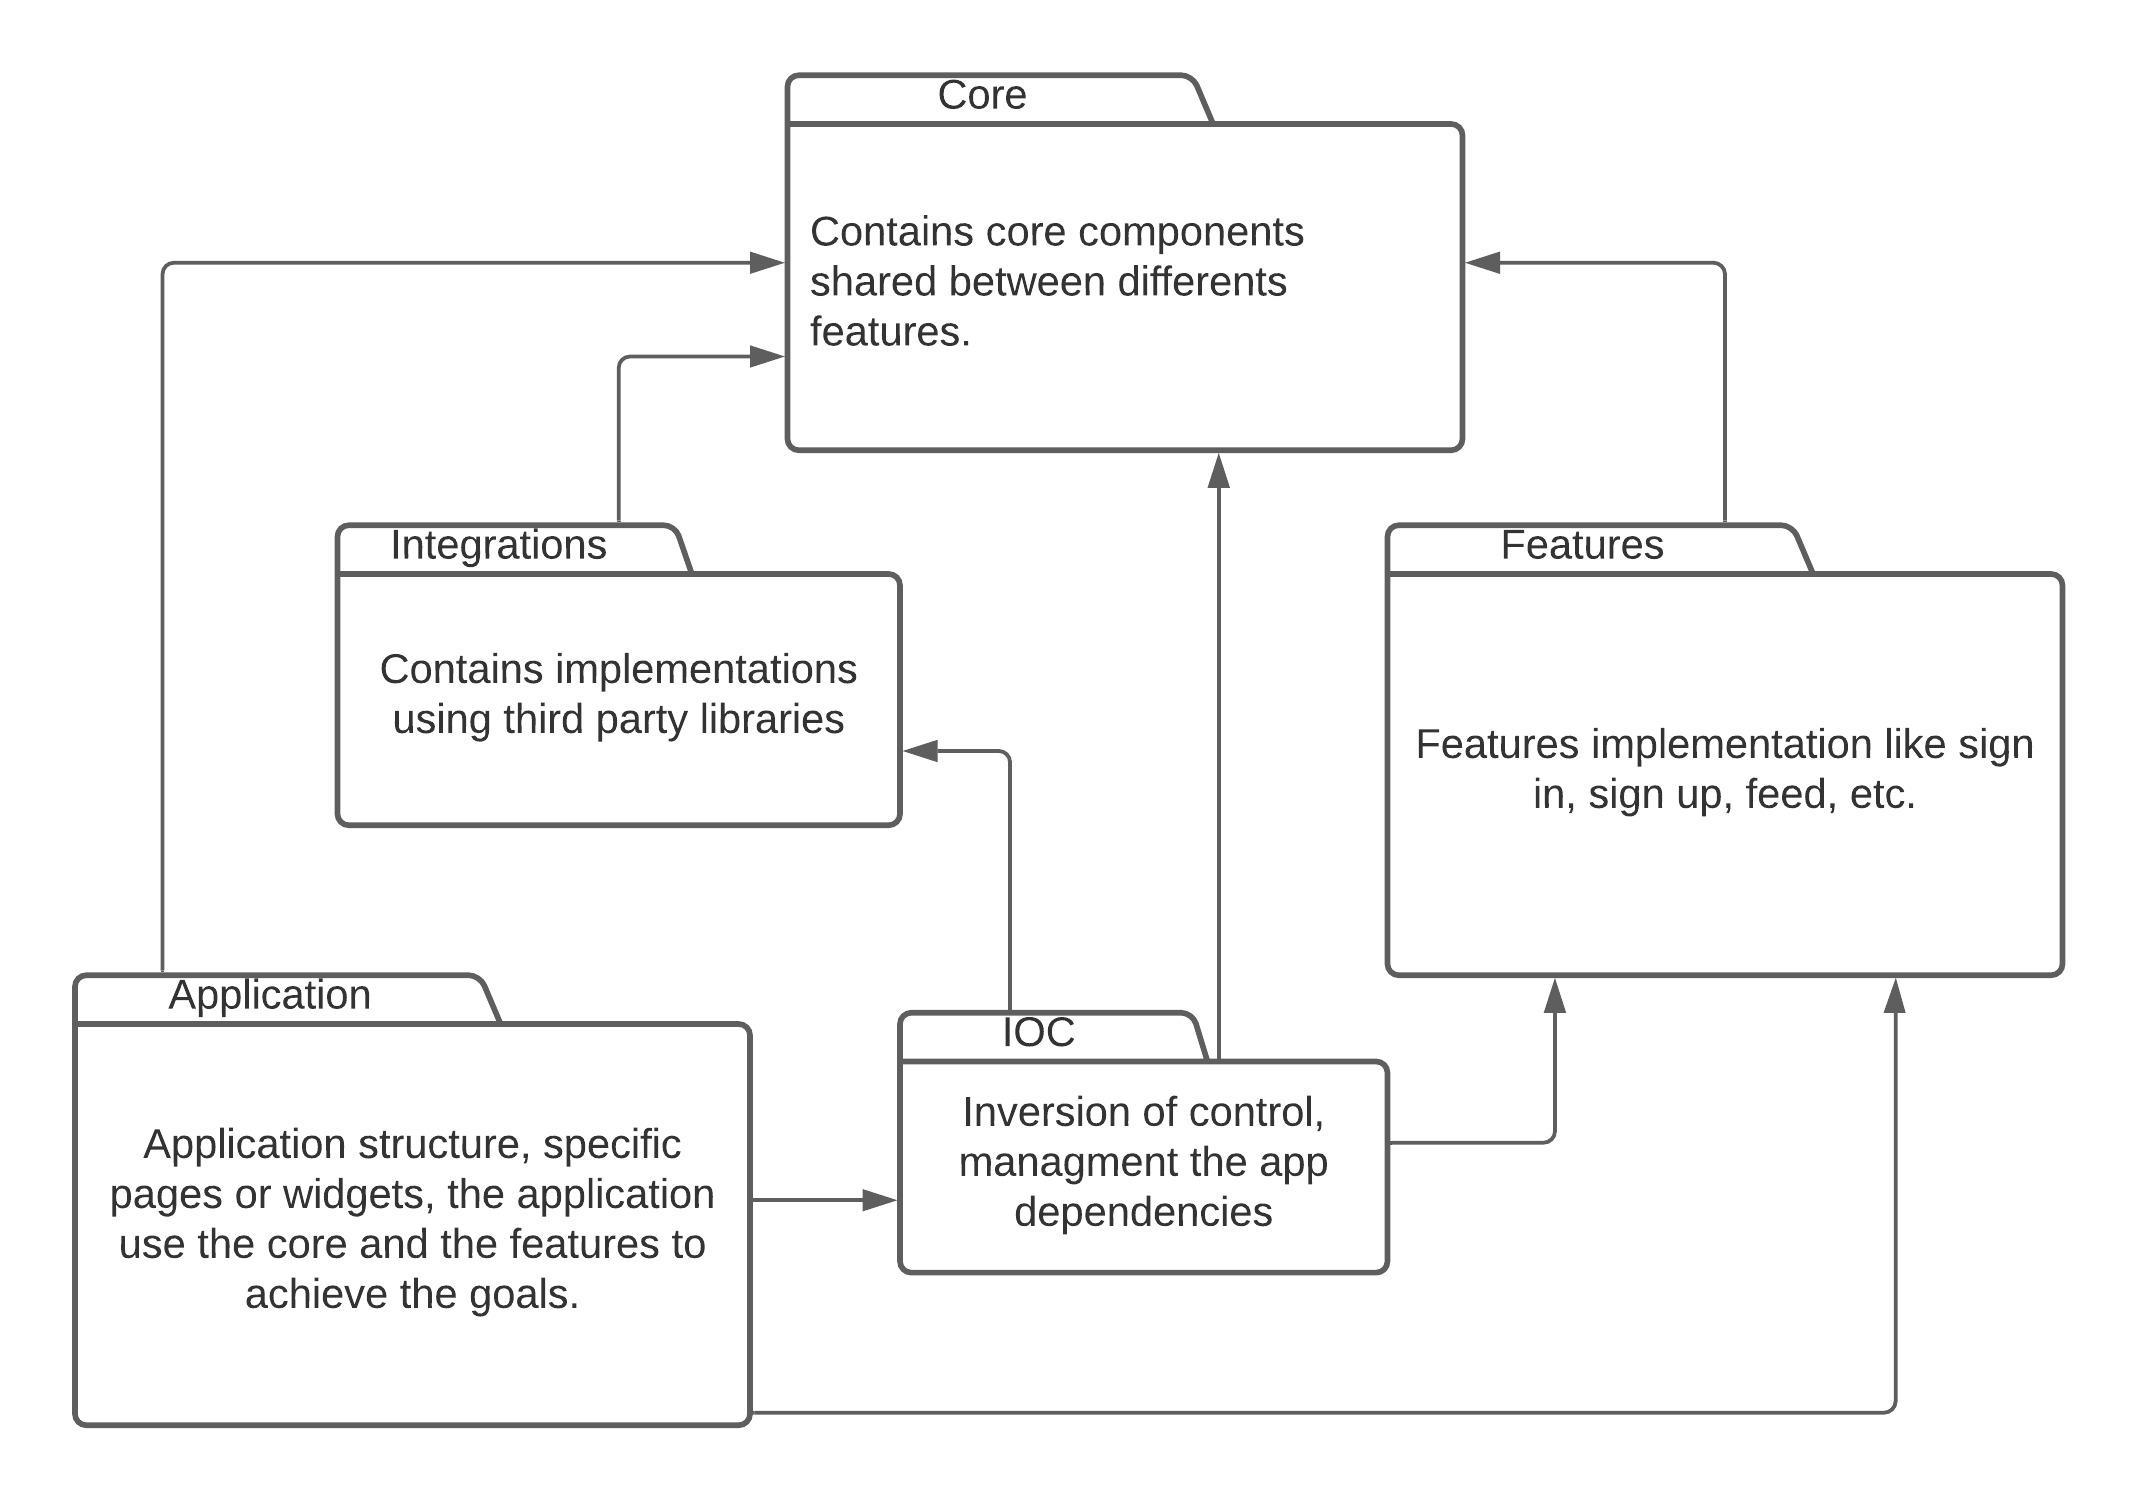 Core
Contains core components
shared between differents
features.
Integrations
Contains implementations
using third party libraries
Features
Features implementation like sign
in, sign up, feed, etc.
Application
Application structure, specific
pages or widgets, the application
use the core and the features to
achieve the goals.
IOC
Inversion of control,
managment the app
dependencies